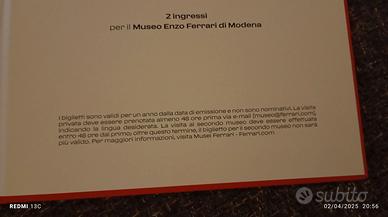 2 ingressi
per il Museo Enzo Ferrari di Modena
I biglietti sono validi per un anno dalla data di emissione e non sono nominativi. La visita
privata deve essere prenotata almeno 48 ore prima via e-mail (museo@ferrari.com),
indicando la lingua desiderata. La visita al secondo museo deve essere effettuata
entro 48 ore dal primo; oltre questo termine, il biglietto per il secondo museo non sarà
più valido. Per maggiori informazioni, visita Musei Ferrari - Ferrari.com
subito
REDMI 13C
02/04/2025 20:56